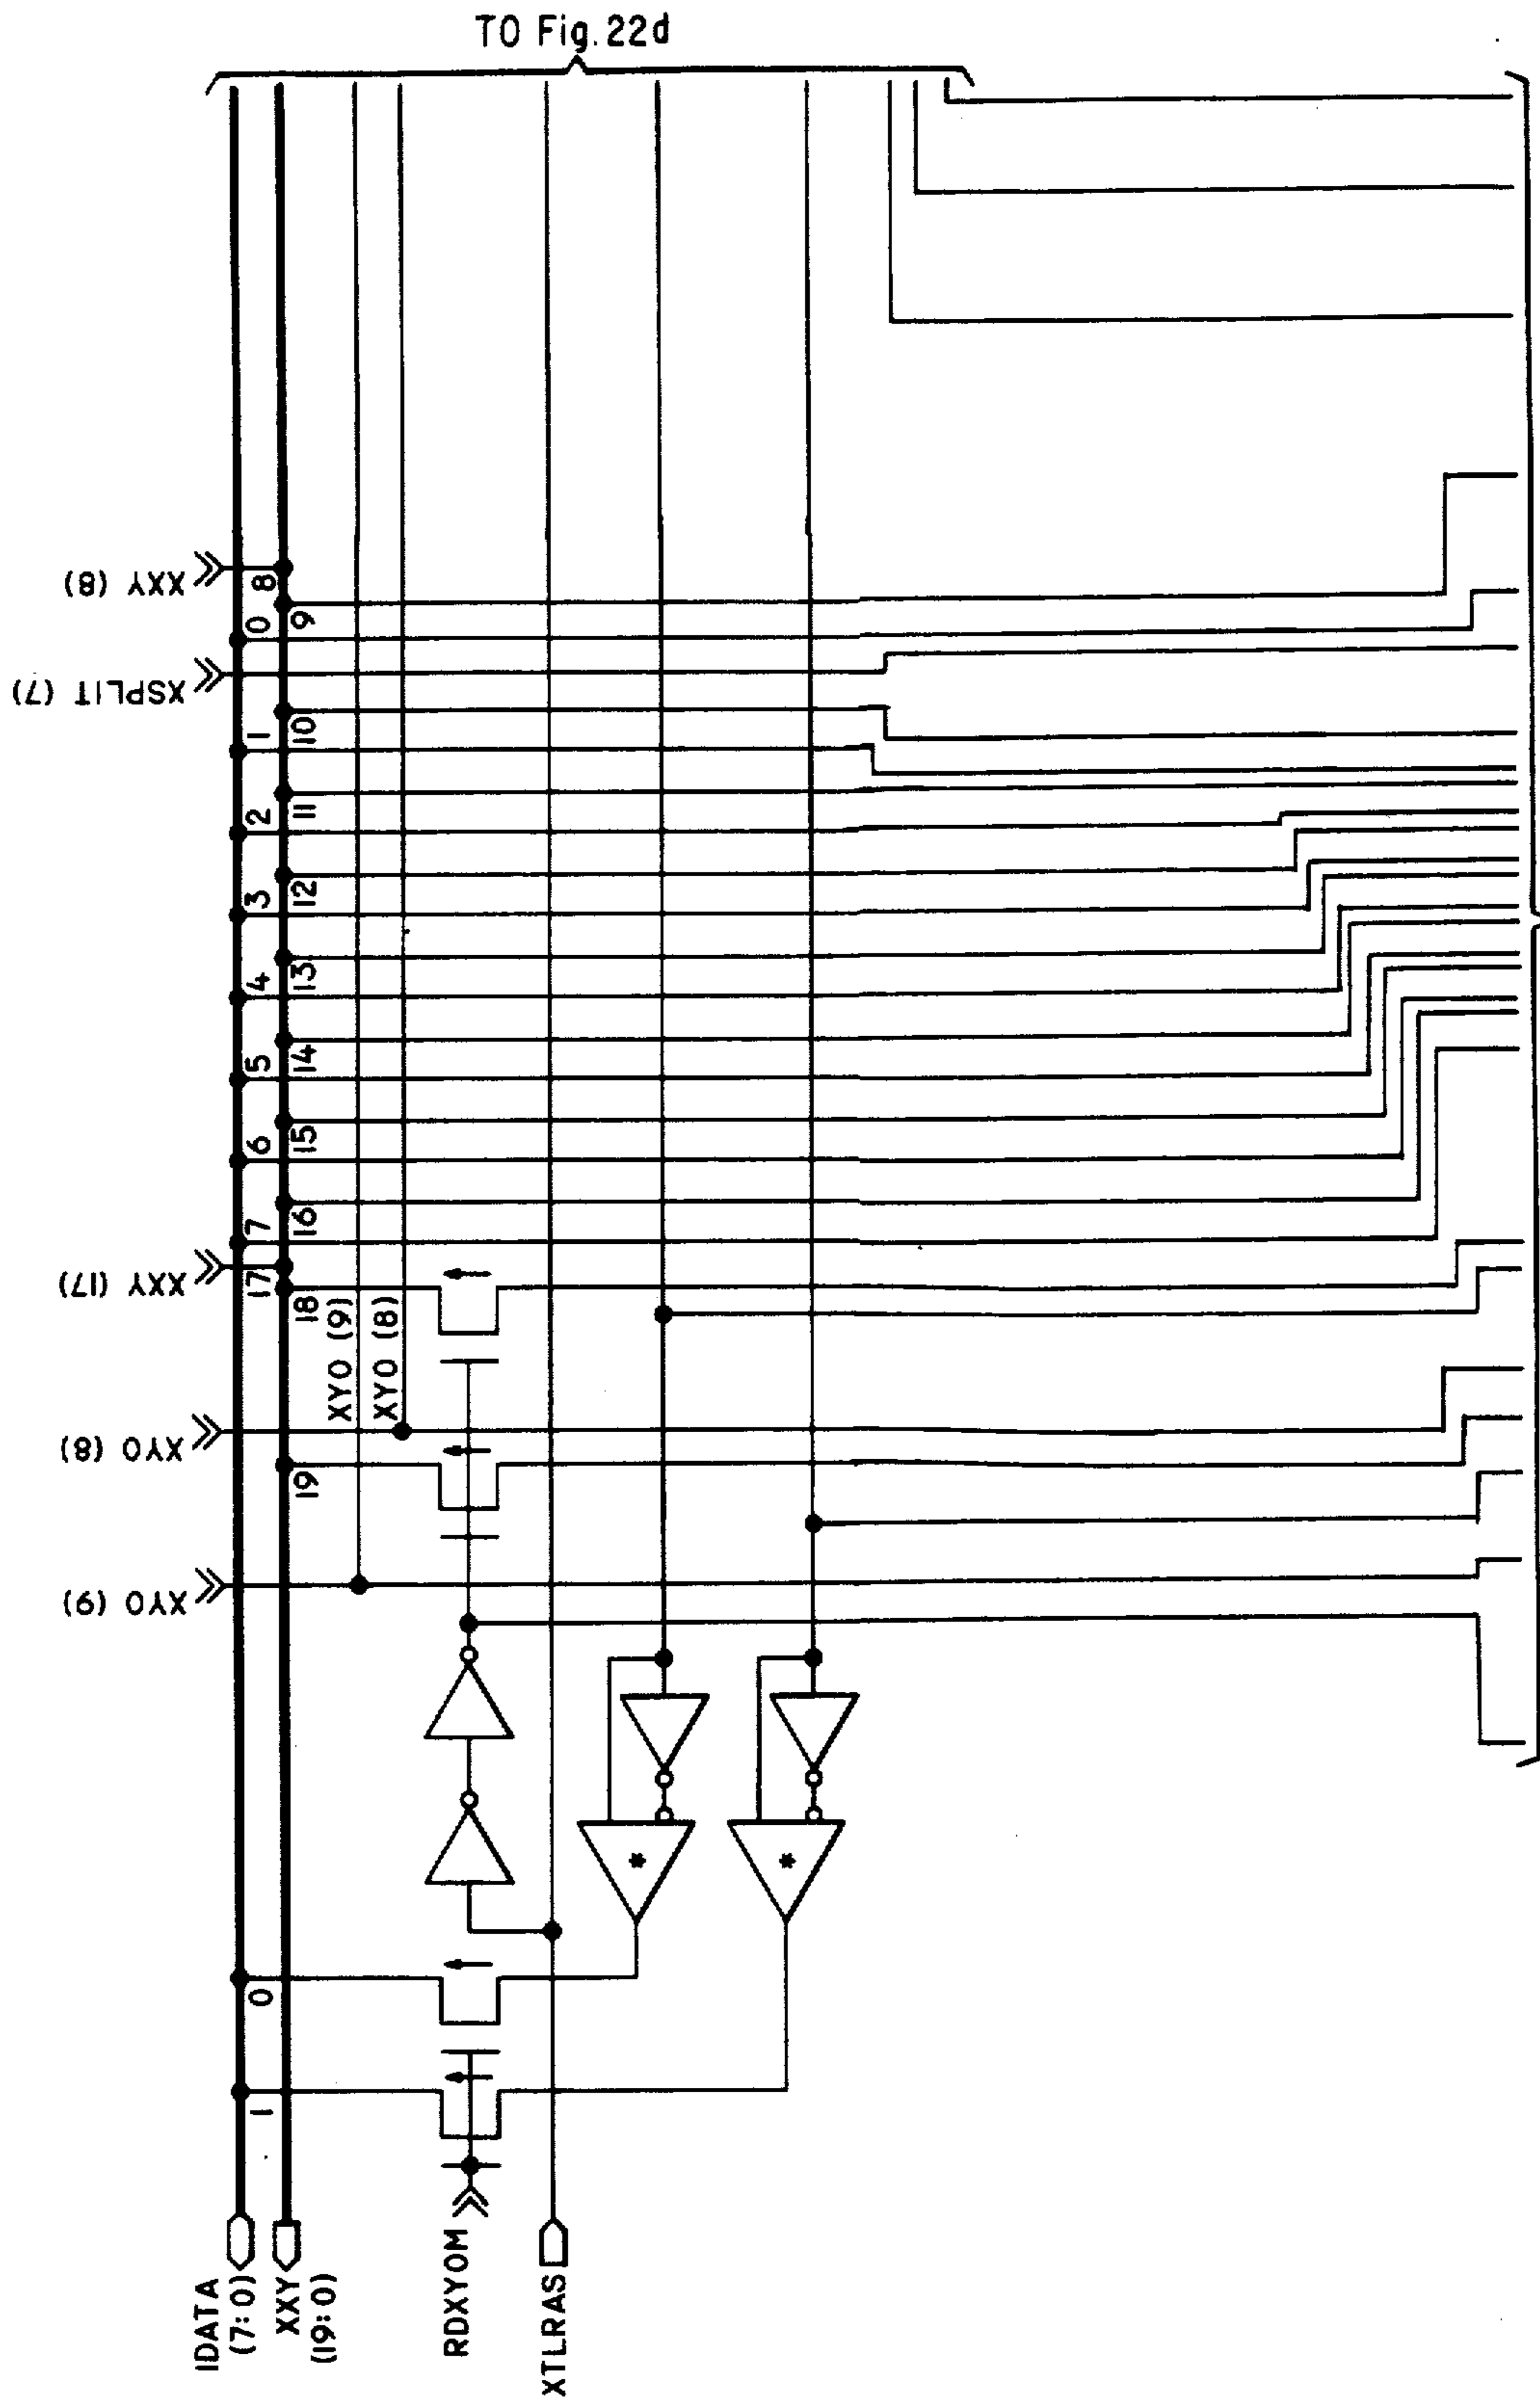 TO Fig. 22d
XXY (8)
XSPLIT (7)
XXY (17)
XYO (8)
XYO (9)
8
0
9
1
10
2
11
3
12
4
13
5
14
6
15
7
16
17
18
XYO (9)
XYO (8)
19
0
1
*
*
IDATA
(7:0)
XXY
(19:0)
RDXYOM
XTLRAS